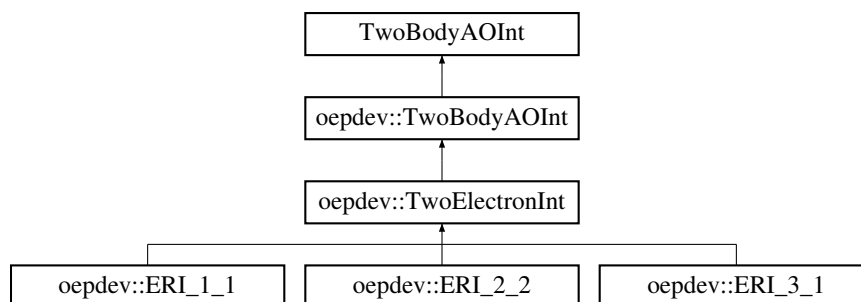 TwoBodyAOInt
oepdev::TwoBodyAOInt
oepdev::TwoElectronInt
oepdev::ERI_1_1 oepdev::ERI_2_2 oepdev::ERI_3_1